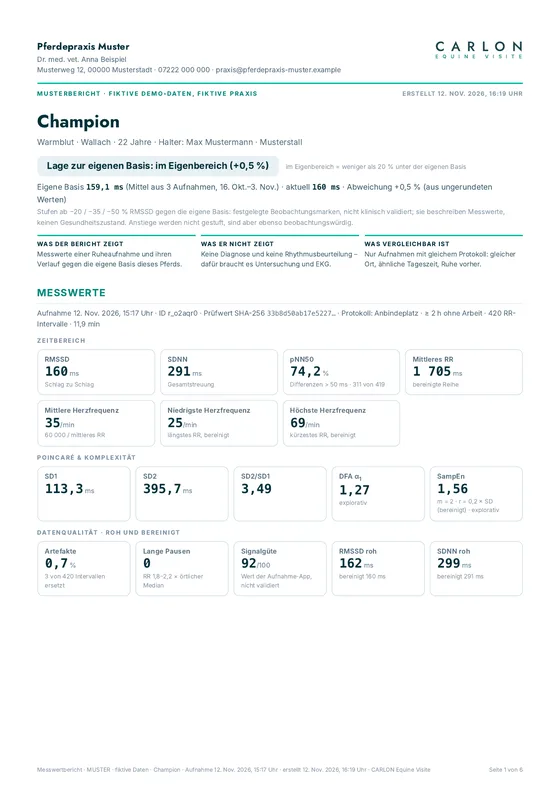 Pferdepraxis Muster
Dr. med. vet. Anna Beispiel
Musterweg 12, 00000 Musterstadt · 07222 000 000 · praxis@pferdepraxis-muster.example
CARLON
EQUINE VISITE
MUSTERBERICHT · FIKTIVE DEMO-DATEN, FIKTIVE PRAXIS
ERSTELLT 12. NOV. 2026, 16:19 UHR
Champion
Warmblut · Wallach · 22 Jahre · Halter: Max Mustermann · Musterstall
Lage zur eigenen Basis: im Eigenbereich (+0,5 %)
im Eigenbereich = weniger als 20 % unter der eigenen Basis
Eigene Basis 159,1 ms (Mittel aus 3 Aufnahmen, 16. Okt.–3. Nov.) · aktuell 160 ms · Abweichung +0,5 % (aus ungerundeten
Werten)
Stufen ab −20 / −35 / −50 % RMSSD gegen die eigene Basis: festgelegte Beobachtungsmarken, nicht klinisch validiert; sie beschreiben Messwerte,
keinen Gesundheitszustand. Anstiege werden nicht gestuft, sind aber ebenso beobachtungswürdig.
WAS DER BERICHT ZEIGT
Messwerte einer Ruheaufnahme und ihren
Verlauf gegen die eigene Basis dieses Pferds.
WAS ER NICHT ZEIGT
Keine Diagnose und keine Rhythmusbeurteilung –
dafür braucht es Untersuchung und EKG.
WAS VERGLEICHBAR IST
Nur Aufnahmen mit gleichem Protokoll: gleicher
Ort, ähnliche Tageszeit, Ruhe vorher.
MESSWERTE
Aufnahme 12. Nov. 2026, 15:17 Uhr · ID r_o2aqr0 · Prüfwert SHA-256 33b8d50ab17e5227… · Protokoll: Anbindeplatz · ≥ 2 h ohne Arbeit · 420 RR-
Intervalle · 11,9 min
ZEITBEREICH
RMSSD
160 ms
Schlag zu Schlag
SDNN
291 ms
Gesamtstreuung
pNN50
74,2 %
Differenzen > 50 ms · 311 von 419
Mittleres RR
1 705 ms
bereinigte Reihe
Mittlere Herzfrequenz
35/min
60 000 / mittleres RR
Niedrigste Herzfrequenz
25/min
längstes RR, bereinigt
Höchste Herzfrequenz
69/min
kürzestes RR, bereinigt
POINCARÉ & KOMPLEXITÄT
SD1
113,3 ms
SD2
395,7 ms
SD2/SD1
3,49
DFA α1
1,27
explorativ
SampEn
1,56
m = 2 · r = 0,2 × SD
(bereinigt) · explorativ
DATENQUALITÄT · ROH UND BEREINIGT
Artefakte
0,7 %
3 von 420 Intervallen
ersetzt
Lange Pausen
0
RR 1,8–2,2 × örtlicher
Median
Signalgüte
92/100
Wert der Aufnahme-App,
nicht validiert
RMSSD roh
162 ms
bereinigt 160 ms
SDNN roh
299 ms
bereinigt 291 ms
Messwertbericht · MUSTER · fiktive Daten · Champion · Aufnahme 12. Nov. 2026, 15:17 Uhr · erstellt 12. Nov. 2026, 16:19 Uhr · CARLON Equine Visite
Seite 1 von 6